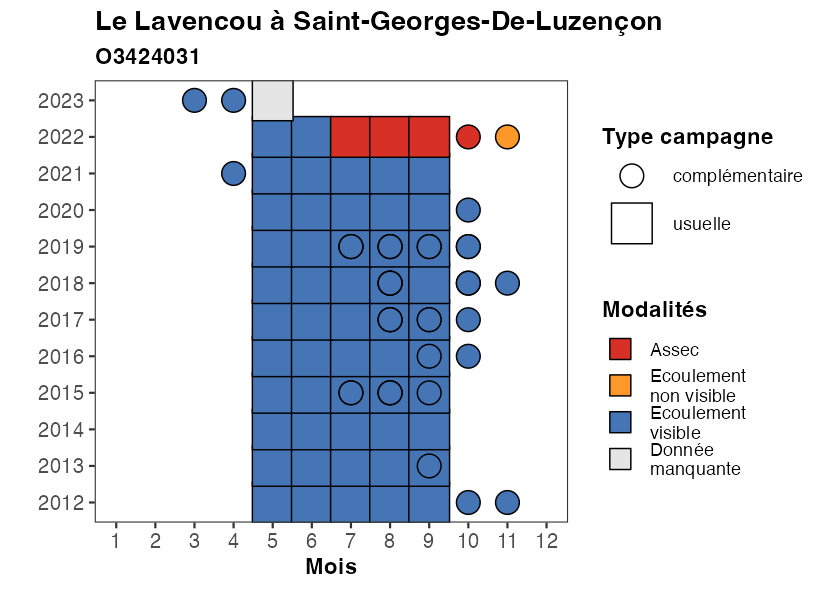 Le Lavencou à Saint-Georges-De-Luzençon
O3424031
2023
2022
2021
2020
2019
2018
2017
2016
2015
2014
2013
2012
1 2 3 4 5 6 7 8 9 10 11 12
Mois
Type campagne
complémentaire
usuelle
Modalités
Assec
Ecoulement
non visible
Ecoulement
visible
Donnée
manquante